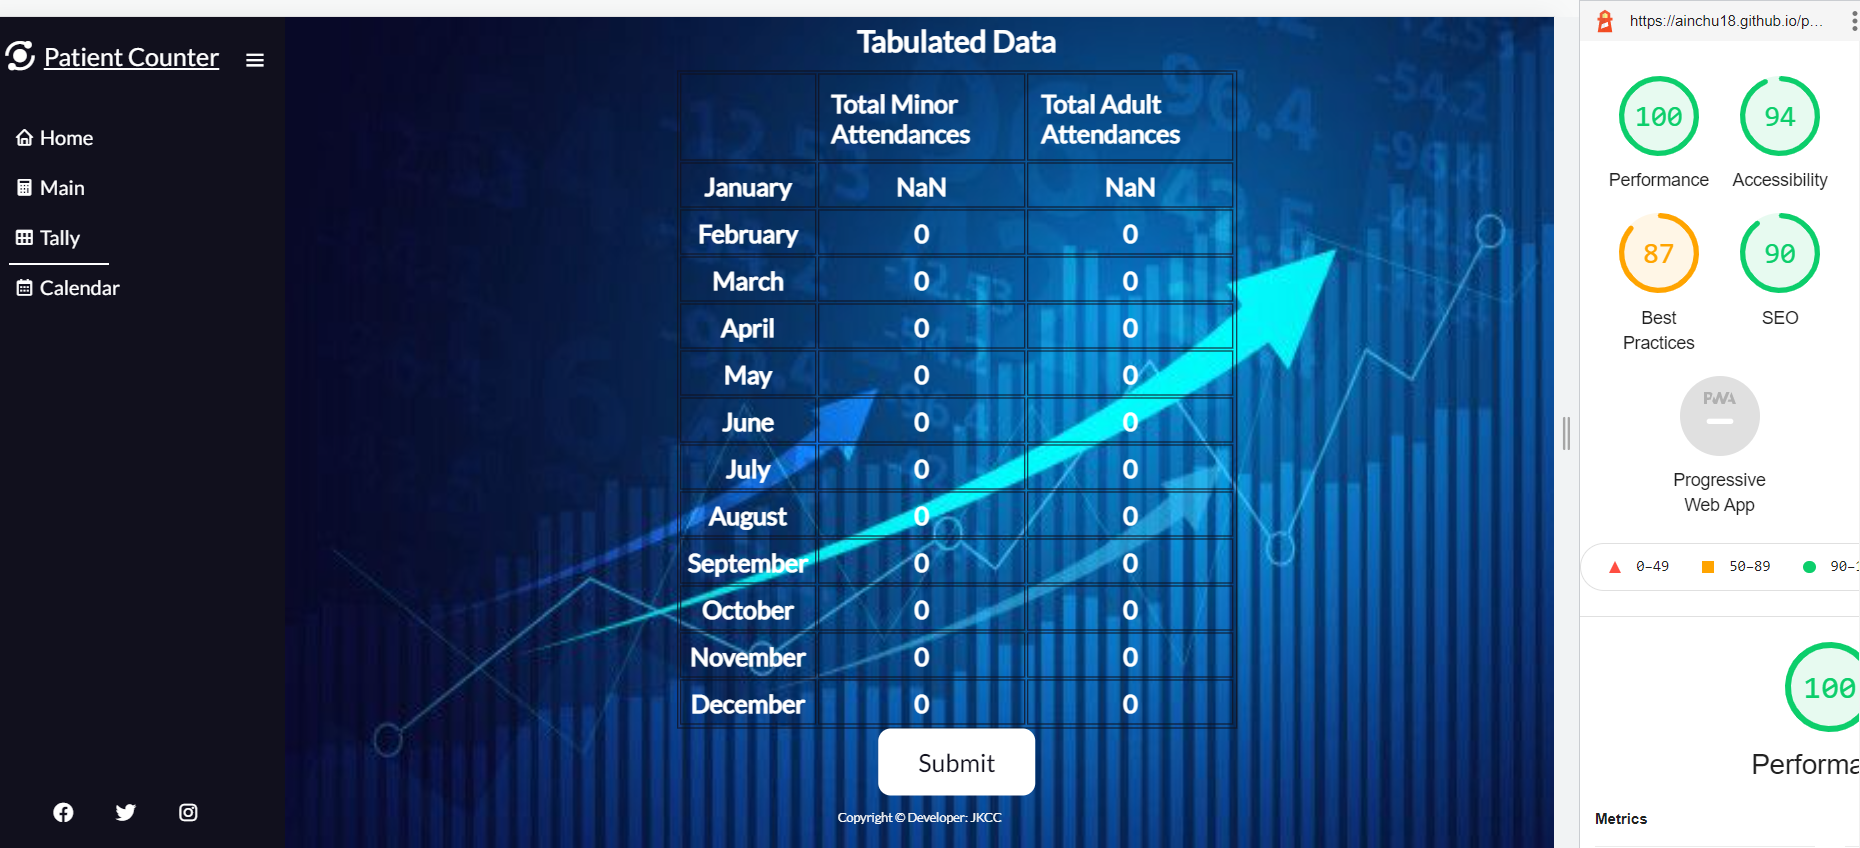 Patient Counter
Home
Main
Tally
Calendar
Tabulated Data
Total Minor Attendances Total Adult Attendances
January NaN NaN
February 0 0
March 0 0
April 0 0
May 0 0
June 0 0
July 0 0
August 0 0
September 0 0
October 0 0
November 0 0
December 0 0
Submit
Copyright © Developer: JKCC
https://ainchu18.github.io/p...
100 94
Performance Accessibility
87 90
Best Practices SEO
PWA
Progressive
Web App
0–49 50–89 90–
100
Performa
Metrics